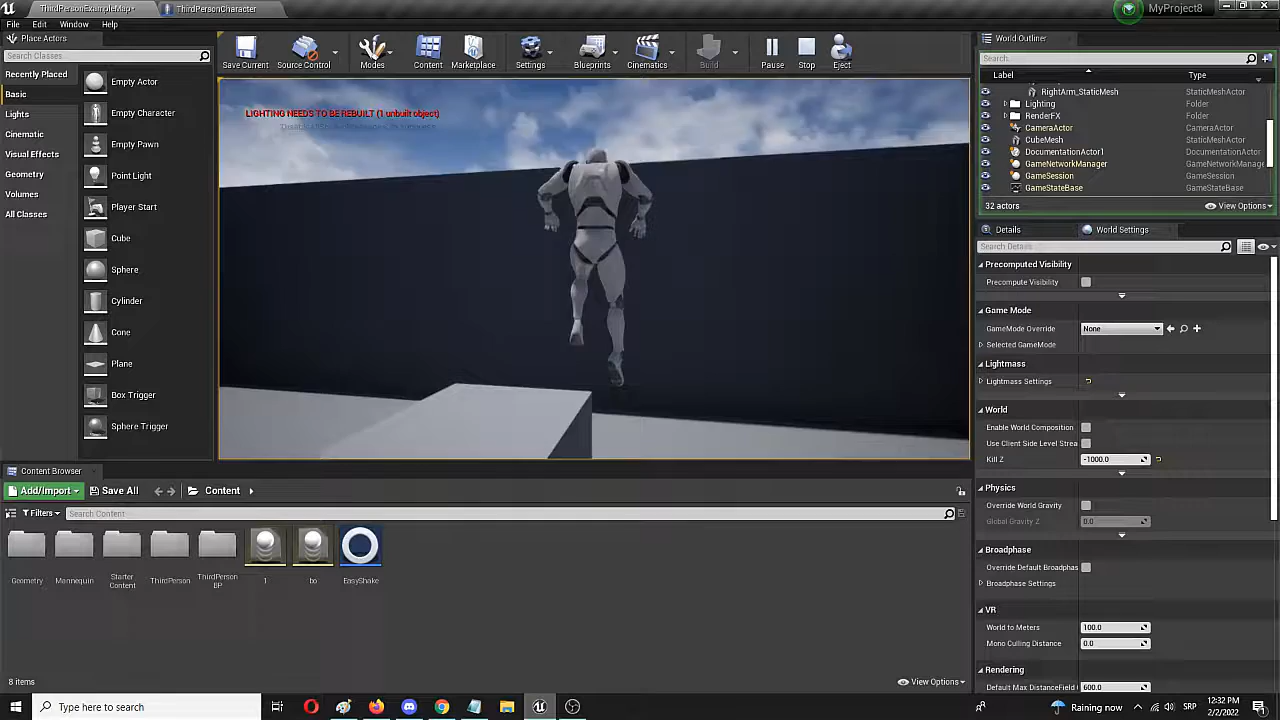 ThirdPersonExampleMap*
ThirdPersonCharacter
MyProject8
File Edit Window Help
Place Actors
Search Classes
Recently Played
Basic
Lights
Cinematic
Visual Effects
Geometry
Volumes
All Classes
Empty Actor
Empty Character
Empty Pawn
Point Light
Player Start
Cube
Sphere
Cylinder
Cone
Plane
Box Trigger
Sphere Trigger
Save Current
Source Control
Modes
Content
Marketplace
Settings
Blueprints
Cinematics
Build
Pause
Stop
Eject
LIGHTING NEEDS TO BE REBUILT (1 unbuilt object)
World Outliner
Search.
Label Type
RightArm_StaticMesh StaticMeshActor
Lighting Folder
RenderFX Folder
CameraActor CameraActor
CubeMesh StaticMeshActor
DocumentationActor1 DocumentationActor
GameNetworkManager GameNetworkManage
GameSession GameSession
GameStateBase GameStateBase
32 actors
View Options
Details
World Settings
Search Details
Precomputed Visibility
Precompute Visibility
Game Mode
GameMode Override None
Selected GameMode
Lightmass
Lightmass Settings
World
Enable World Composition
Use Client Side Level Strea
Kill Z -1000.0
Physics
Override World Gravity
Global Gravity Z 0.0
Broadphase
Override Default Broadphas
Broadphase Settings
VR
World to Meters 100.0
Mono Culling Distance 0.0
Rendering
Default Max DistanceField 600.0
Content Browser
Add/Import
Save All
Content
Filters
Search Content
Geometry
Mannequin
Starter
Content
ThirdPerson
ThirdPerson
BP
1
bo
EasyShake
8 items
View Options
Type here to search
Raining now
SRP
12:32 PM
2/2/2022